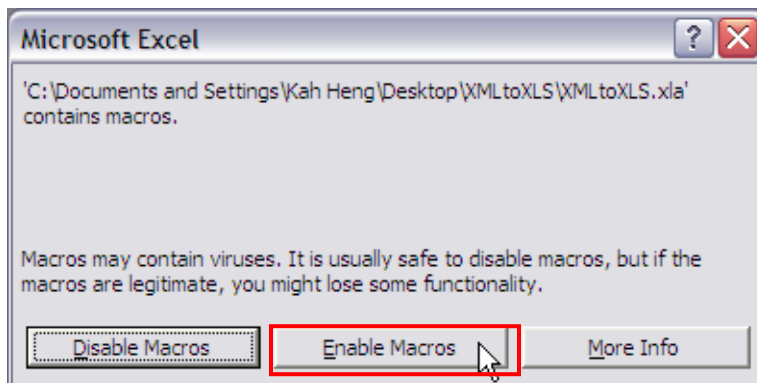 Microsoft Excel
'C:\Documents and Settings\Kah Heng\Desktop\XMLtoXLS\XMLtoXLS.xla'
contains macros.
Macros may contain viruses. It is usually safe to disable macros, but if the
macros are legitimate, you might lose some functionality.
Disable Macros Enable Macros More Info